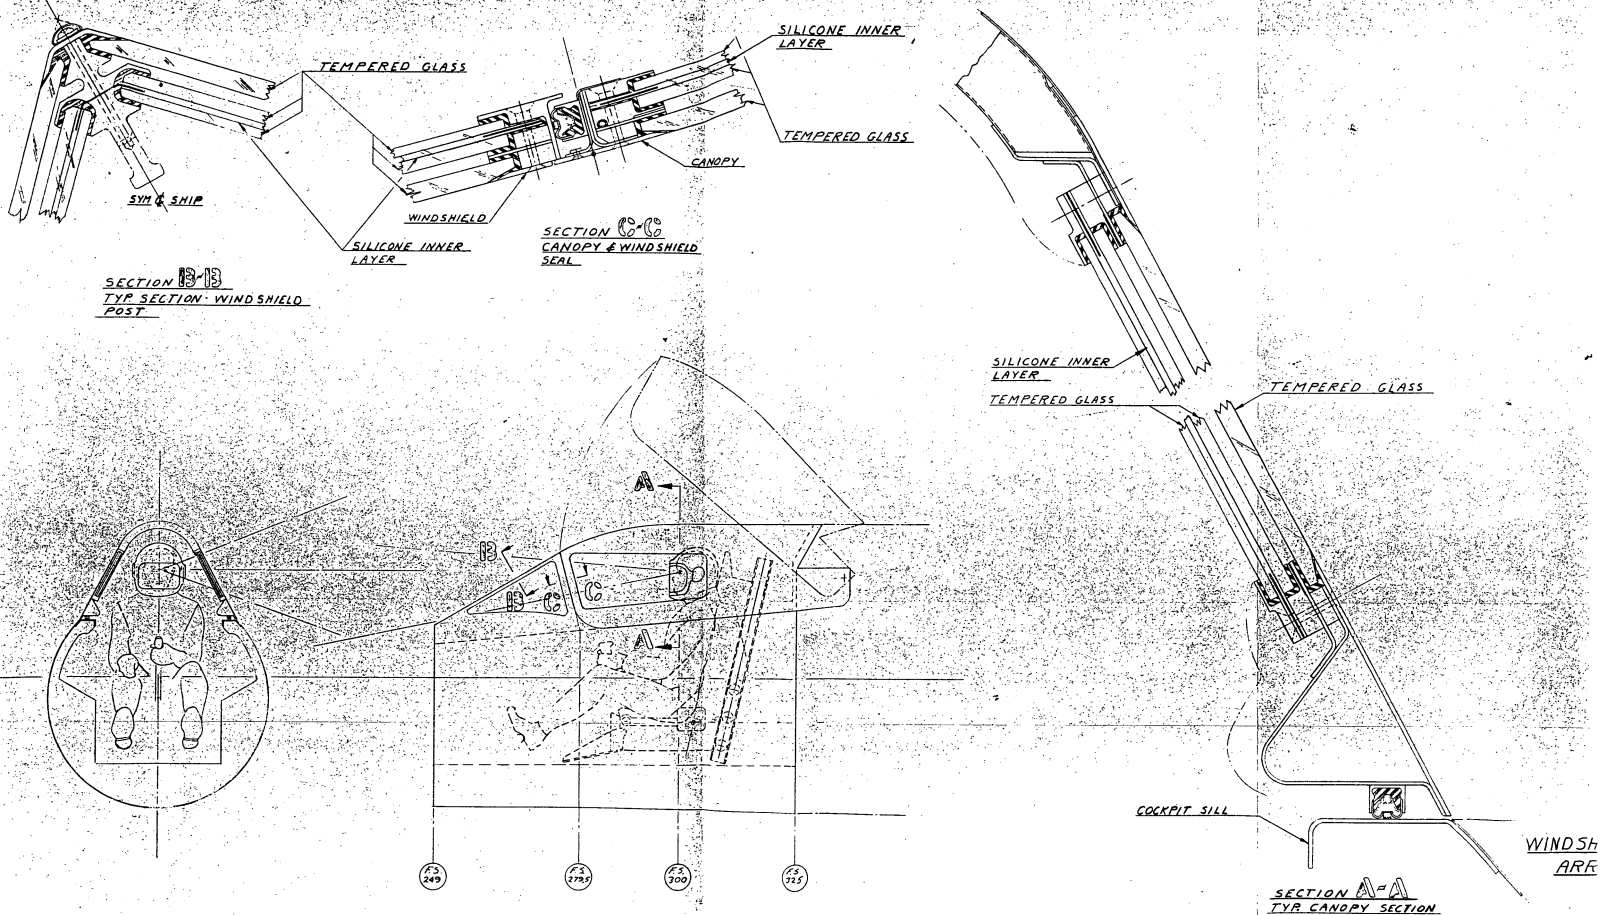 TEMPERED GLASS
SYM ℄ SHIP
SILICONE INNER
LAYER
SECTION B-B
TYP. SECTION - WINDSHIELD
POST
SILICONE INNER
LAYER
TEMPERED GLASS
CANOPY
WINDSHIELD
SECTION C-C
CANOPY & WINDSHIELD
SEAL
SILICONE INNER
LAYER
TEMPERED GLASS
TEMPERED GLASS
A
B
B
C
C
A
F.S.
249
F.S.
279.5
F.S.
300
F.S.
325
COCKPIT SILL
SECTION A-A
TYP. CANOPY SECTION
WINDSH
ARR